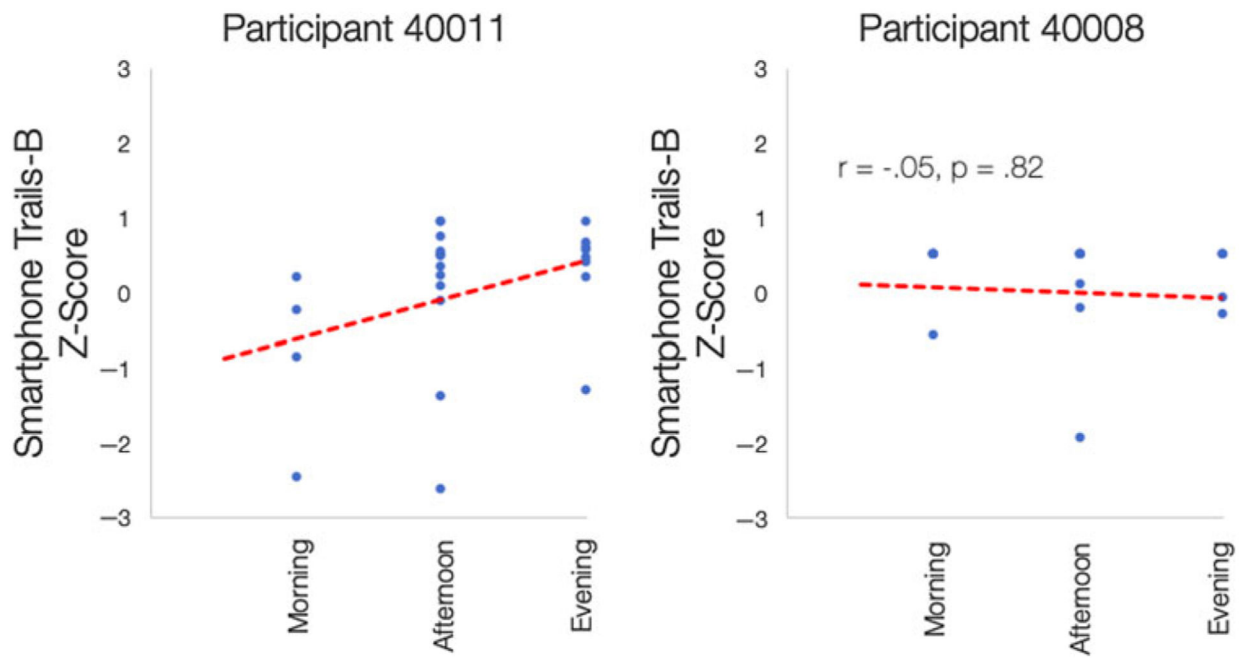 Participant 40011
Smartphone Trails-B
Z-Score
3
2
1
0
−1
−2
−3
Morning
Afternoon
Evening
Participant 40008
Smartphone Trails-B
Z-Score
3
2
1
0
−1
−2
−3
r = -.05, p = .82
Morning
Afternoon
Evening